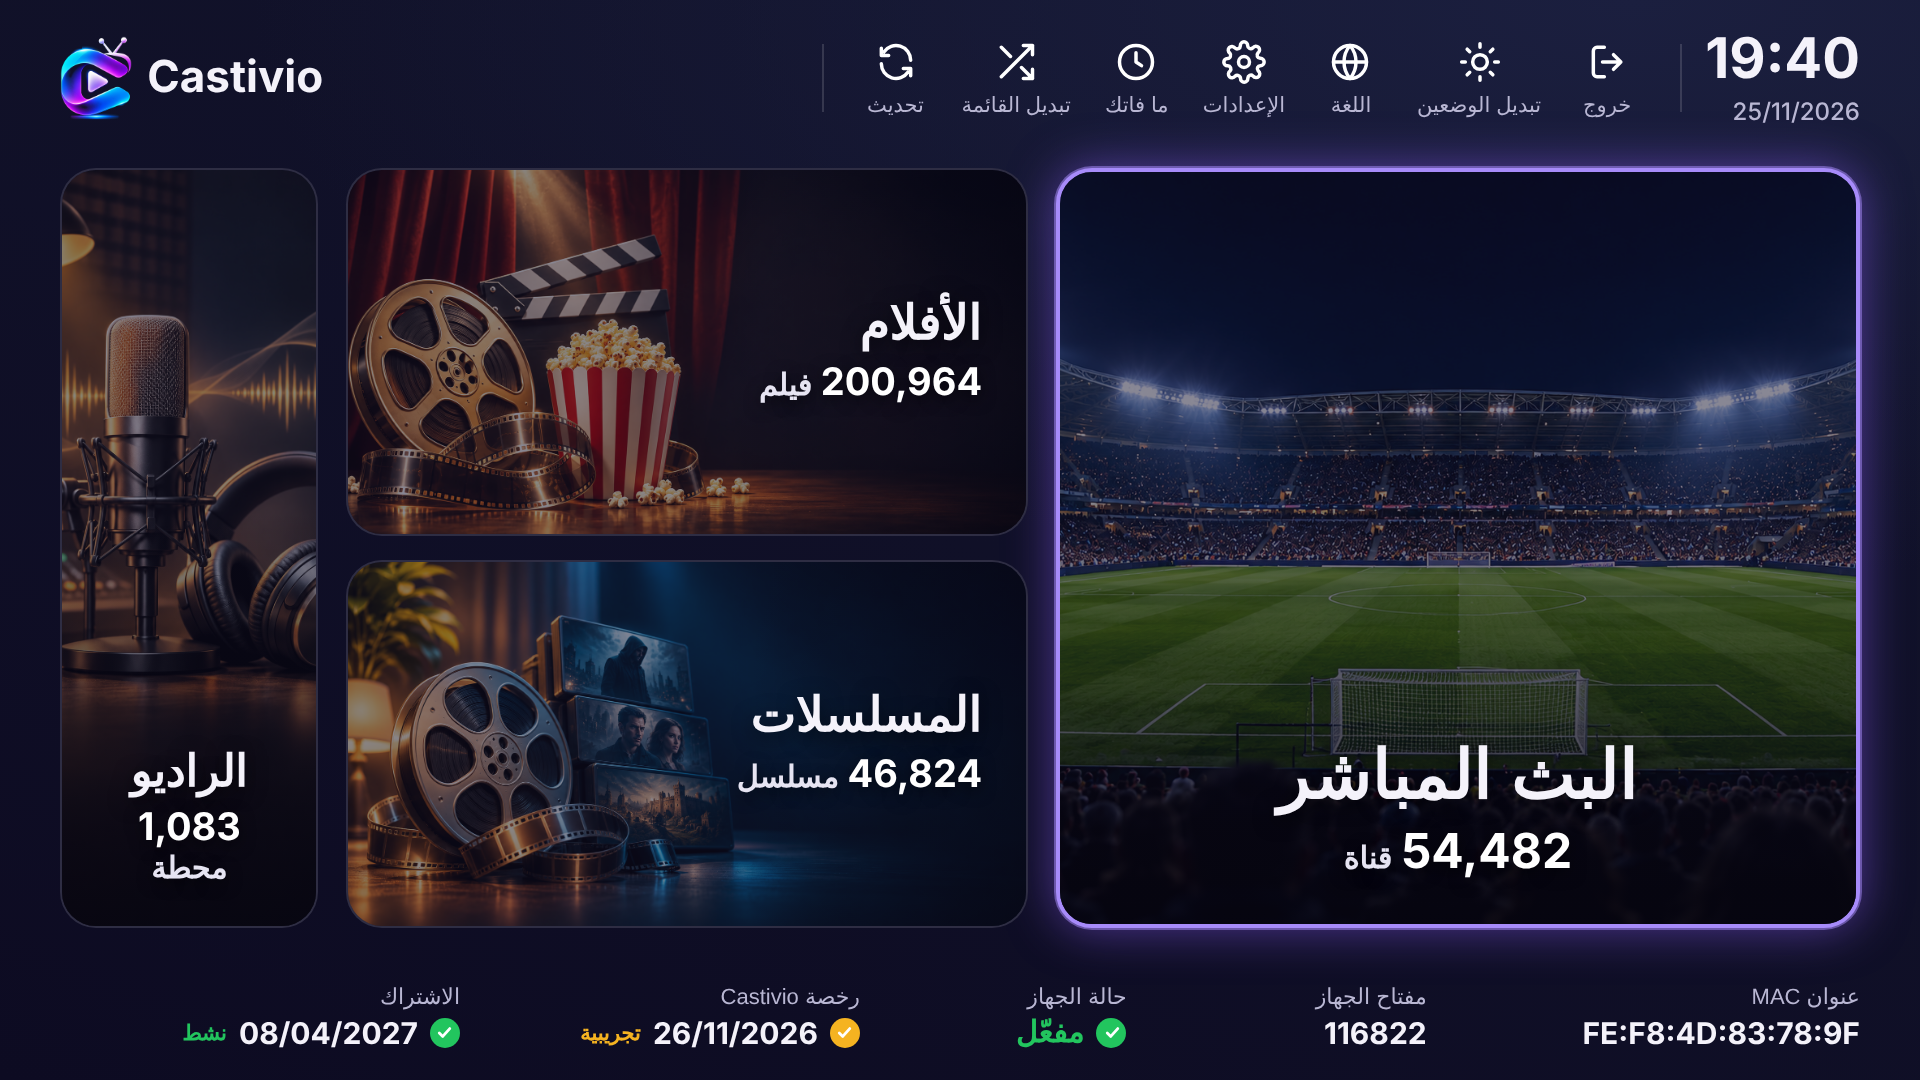 Castivio
19:40
25/11/2026
خروج
تبديل الوضعين
اللغة
الإعدادات
ما فاتك
تبديل القائمة
تحديث
البث المباشر
54,482 قناة
الأفلام
200,964 فيلم
المسلسلات
46,824 مسلسل
الراديو
1,083
محطة
عنوان MAC
FE:F8:4D:83:78:9F
مفتاح الجهاز
116822
حالة الجهاز
مفعّل
رخصة Castivio
26/11/2026 تجريبية
الاشتراك
08/04/2027 نشط